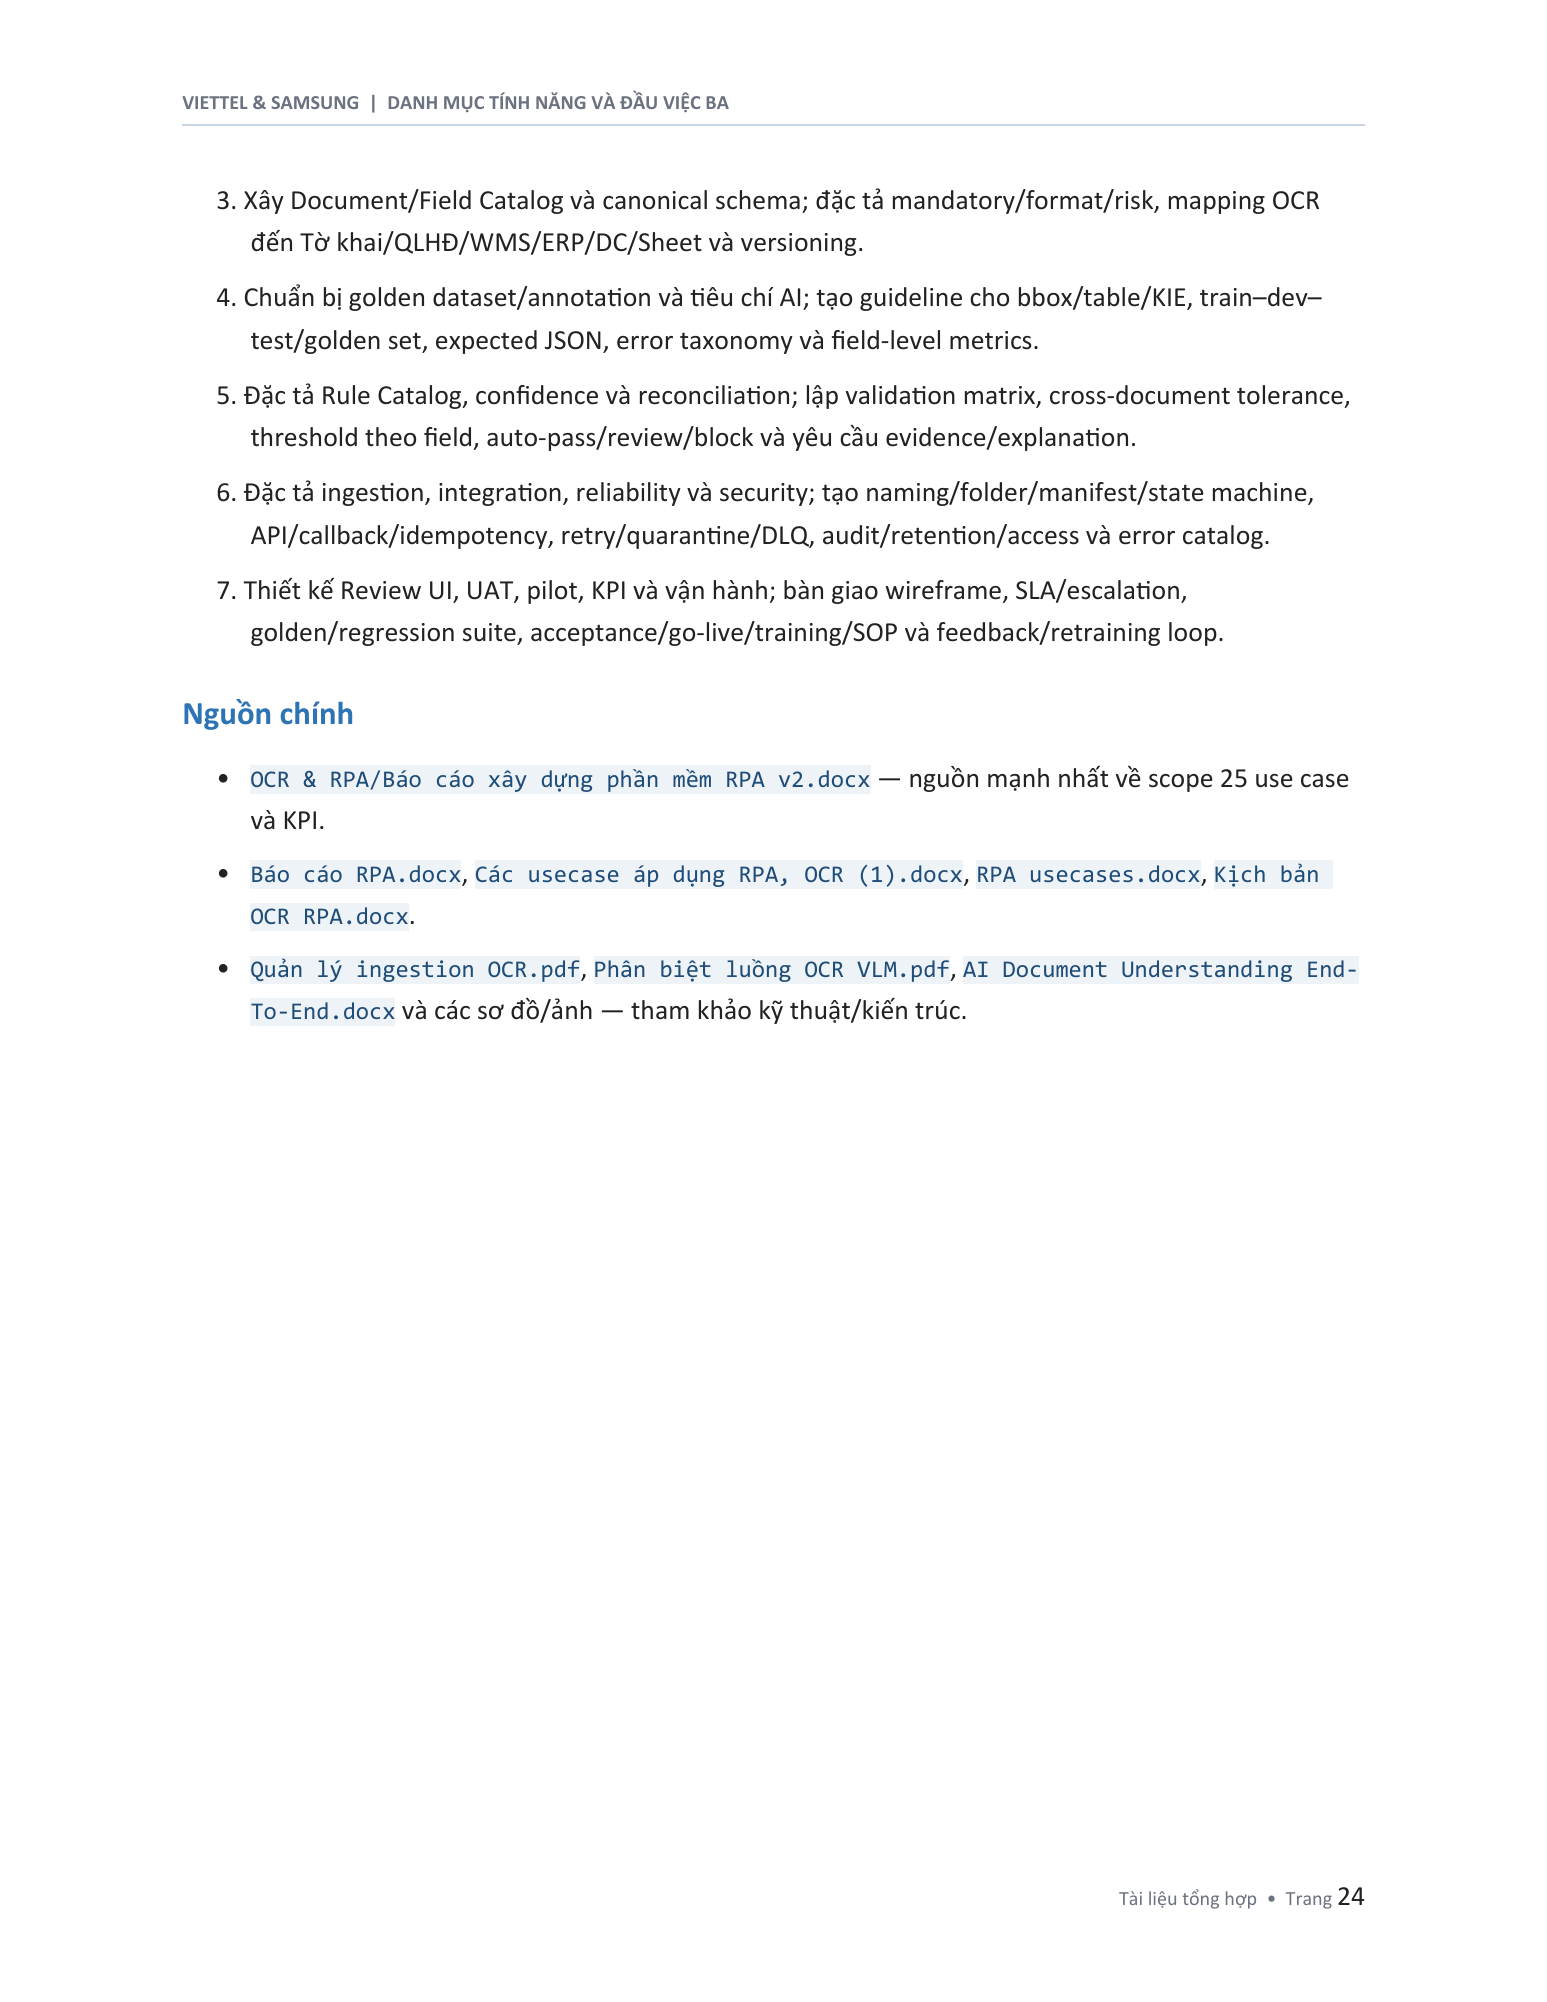 VIETTEL & SAMSUNG | DANH MỤC TÍNH NĂNG VÀ ĐẦU VIỆC BA
3. Xây Document/Field Catalog và canonical schema; đặc tả mandatory/format/risk, mapping OCR
đến Tờ khai/QLHĐ/WMS/ERP/DC/Sheet và versioning.
4. Chuẩn bị golden dataset/annotation và tiêu chí AI; tạo guideline cho bbox/table/KIE, train–dev–
test/golden set, expected JSON, error taxonomy và field-level metrics.
5. Đặc tả Rule Catalog, confidence và reconciliation; lập validation matrix, cross-document tolerance,
threshold theo field, auto-pass/review/block và yêu cầu evidence/explanation.
6. Đặc tả ingestion, integration, reliability và security; tạo naming/folder/manifest/state machine,
API/callback/idempotency, retry/quarantine/DLQ, audit/retention/access và error catalog.
7. Thiết kế Review UI, UAT, pilot, KPI và vận hành; bàn giao wireframe, SLA/escalation,
golden/regression suite, acceptance/go-live/training/SOP và feedback/retraining loop.
Nguồn chính
• OCR & RPA/Báo cáo xây dựng phần mềm RPA v2.docx — nguồn mạnh nhất về scope 25 use case
và KPI.
• Báo cáo RPA.docx, Các usecase áp dụng RPA, OCR (1).docx, RPA usecases.docx, Kịch bản
OCR RPA.docx.
• Quản lý ingestion OCR.pdf, Phân biệt luồng OCR VLM.pdf, AI Document Understanding End-
To-End.docx và các sơ đồ/ảnh — tham khảo kỹ thuật/kiến trúc.
Tài liệu tổng hợp • Trang 24